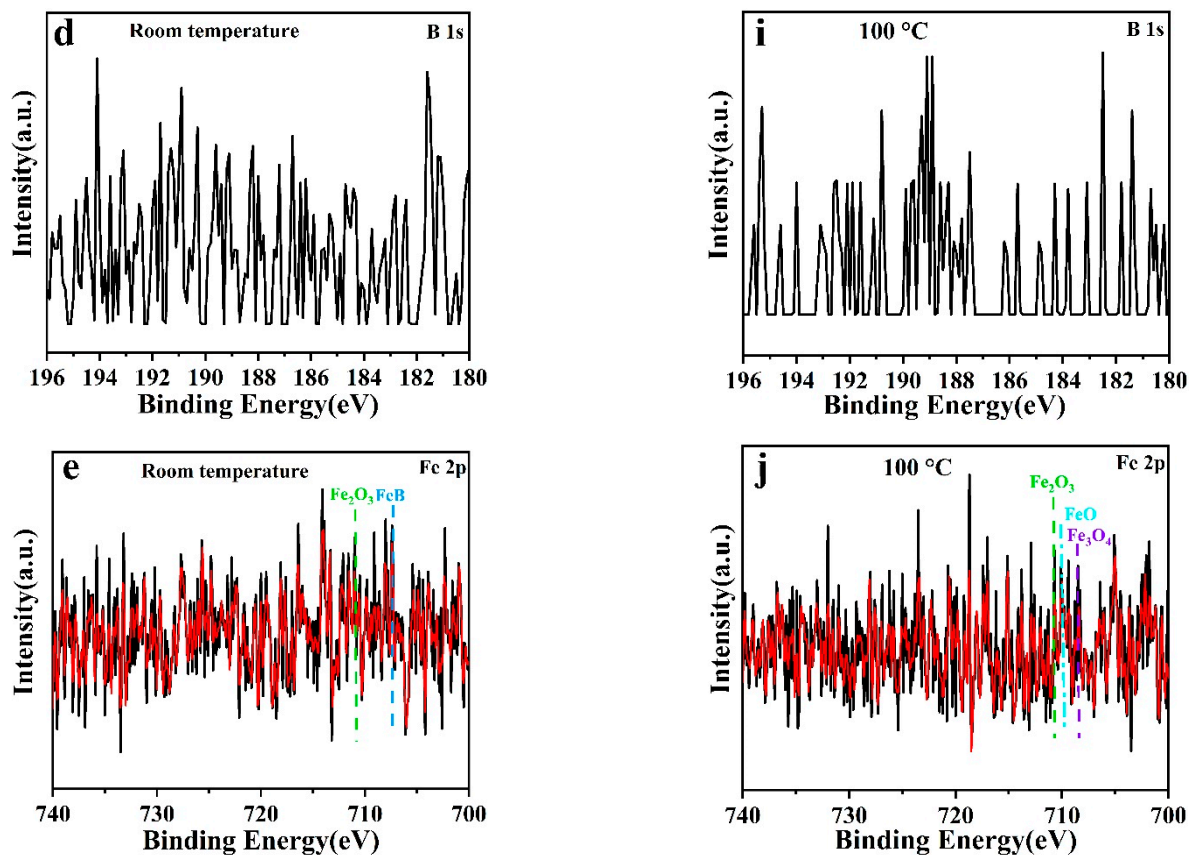 d Room temperature B 1s
Intensity(a.u.)
196 194 192 190 188 186 184 182 180
Binding Energy(eV)
i 100 °C B 1s
Intensity(a.u.)
196 194 192 190 188 186 184 182 180
Binding Energy(eV)
e Room temperature Fe 2p
Fe₂O₃ FeB
Intensity(a.u.)
740 730 720 710 700
Binding Energy(eV)
j 100 °C Fe 2p
Fe₂O₃
FeO
Fe₃O₄
Intensity(a.u.)
740 730 720 710 700
Binding Energy(eV)